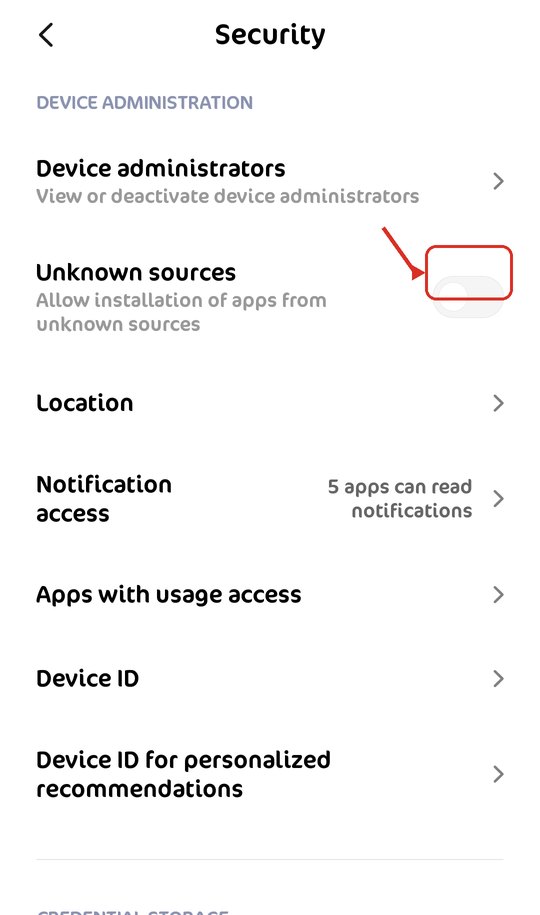 Security
DEVICE ADMINISTRATION
Device administrators
View or deactivate device administrators
Unknown sources
Allow installation of apps from
unknown sources
Location
Notification
access
5 apps can read
notifications
Apps with usage access
Device ID
Device ID for personalized
recommendations
CREDENTIAL STORAGE